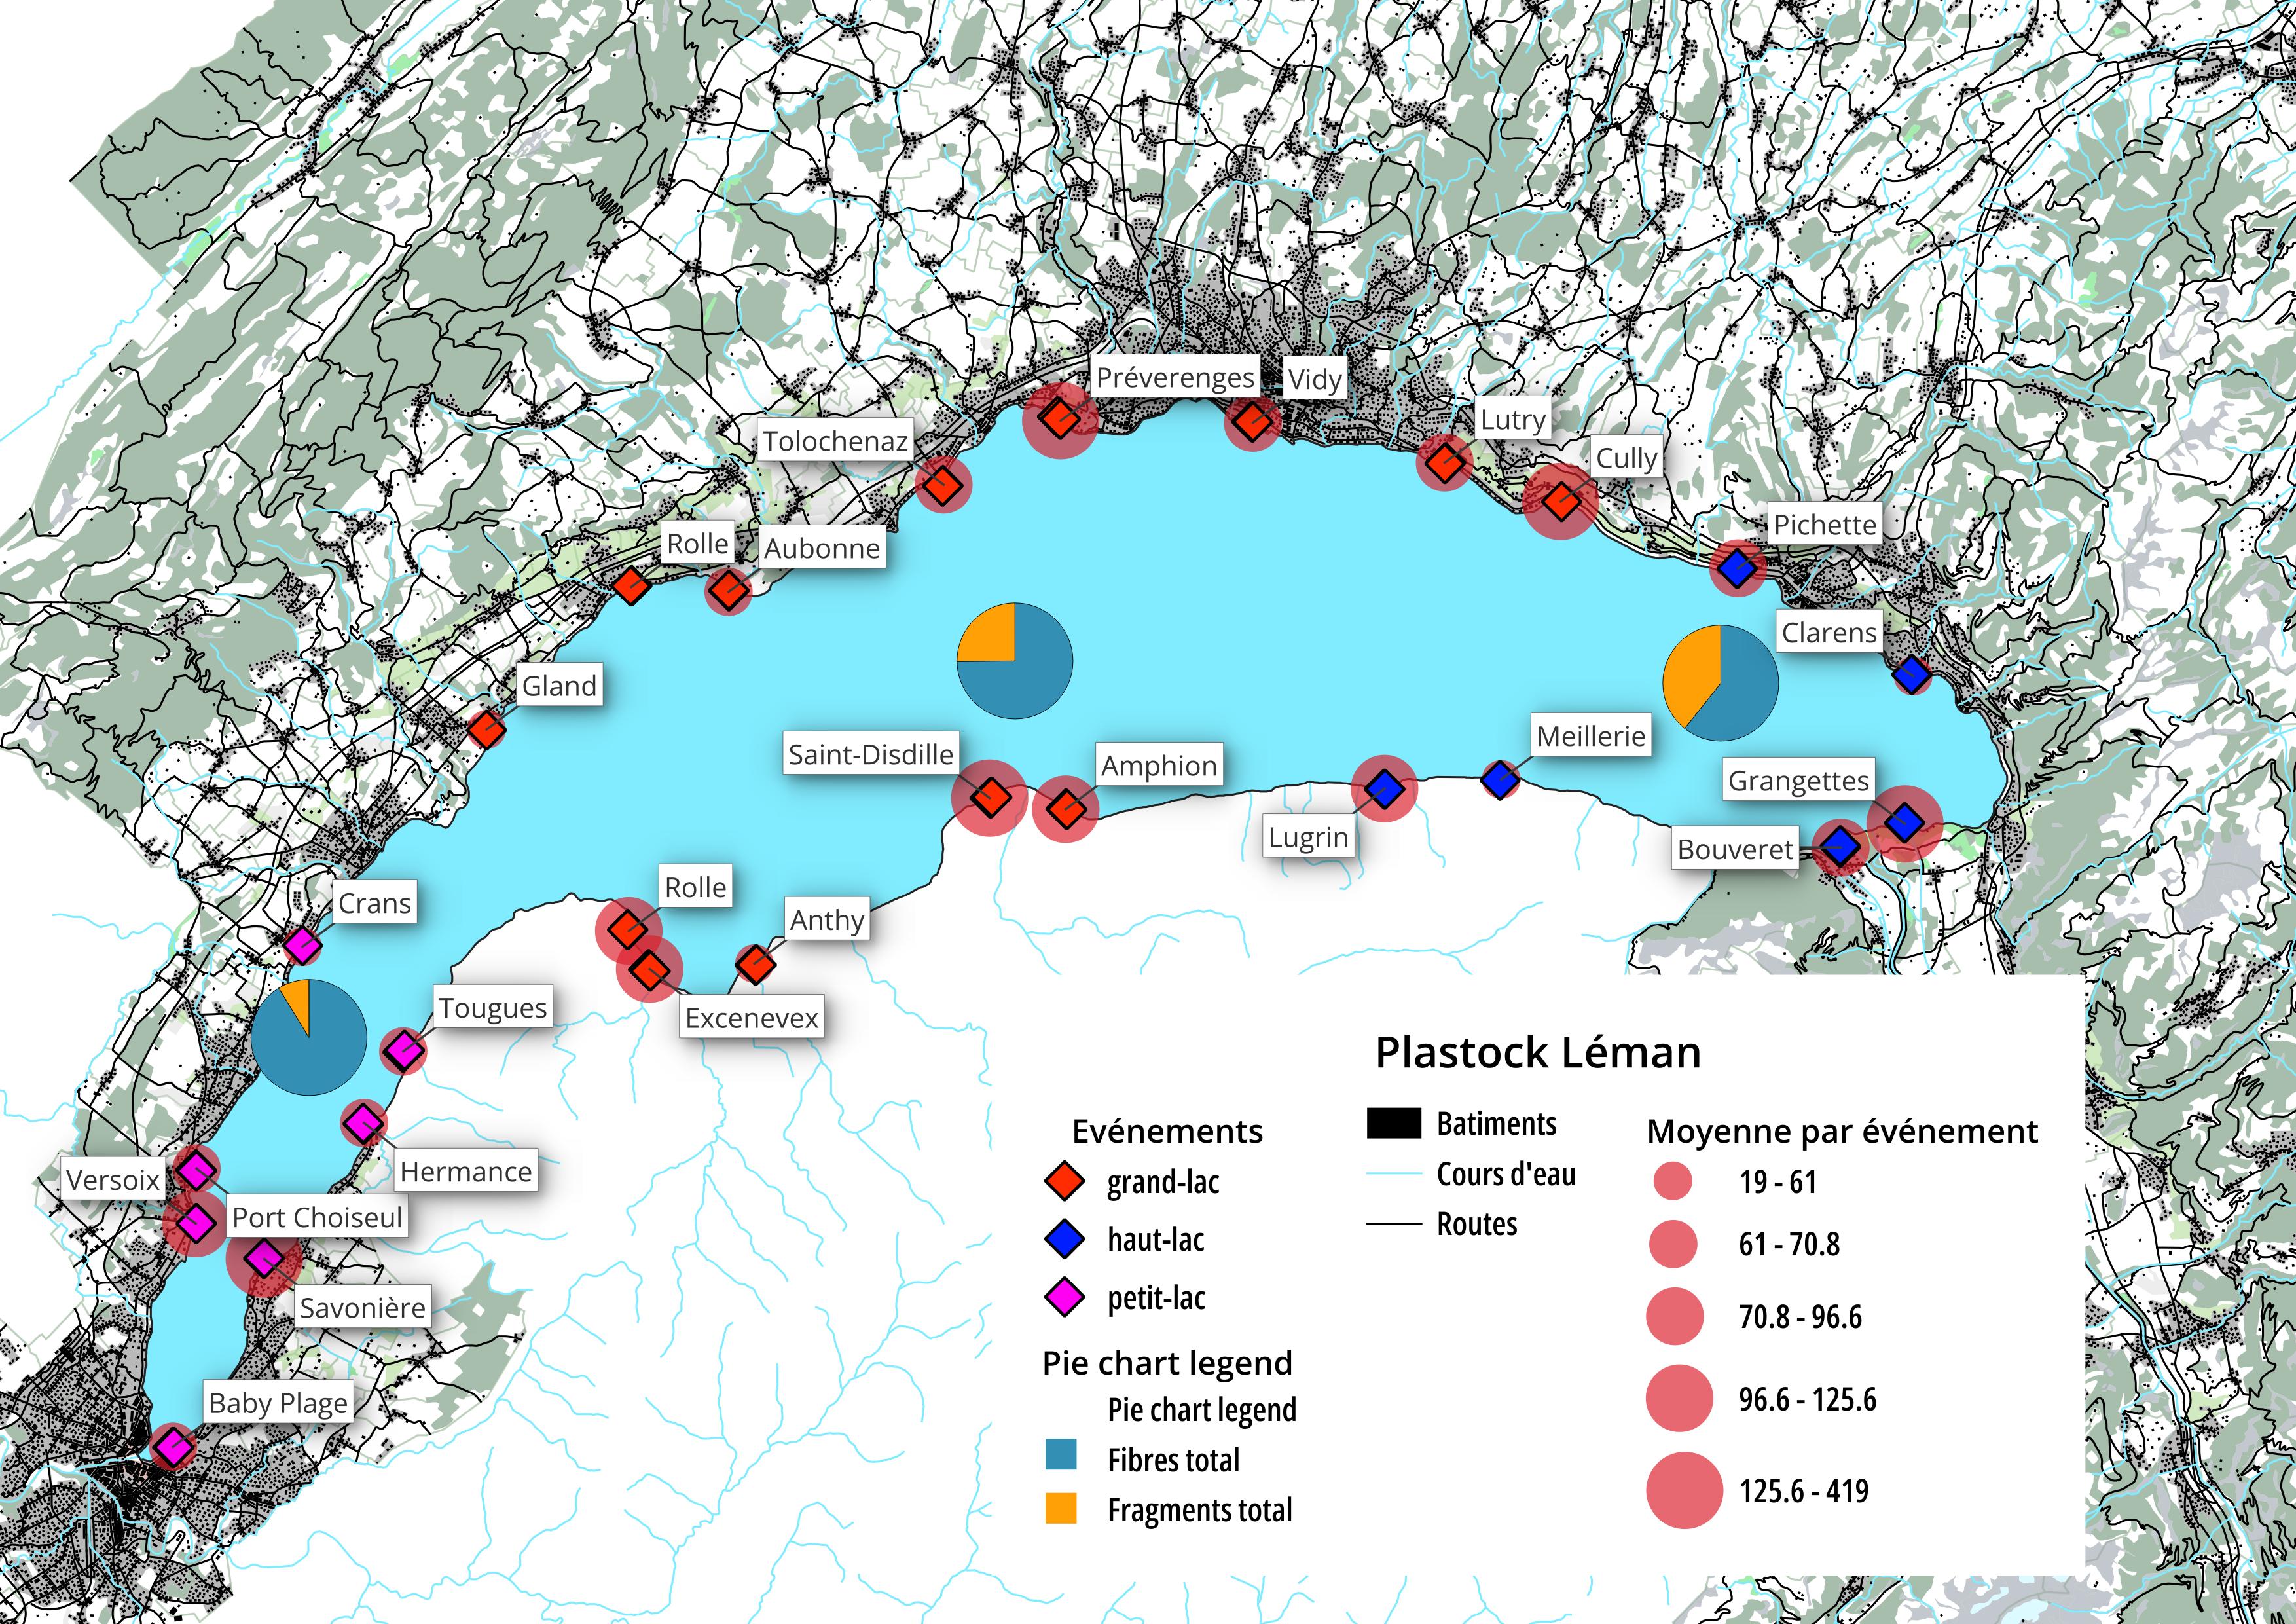 Préverenges
Vidy
Lutry
Tolochenaz
Cully
Pichette
Rolle
Aubonne
Clarens
Gland
Meillerie
Saint-Disdille
Amphion
Grangettes
Lugrin
Bouveret
Rolle
Crans
Anthy
Tougues
Excenevex
Hermance
Versoix
Port Choiseul
Savonière
Baby Plage
Plastock Léman
Evénements
grand-lac
haut-lac
petit-lac
Pie chart legend
Pie chart legend
Fibres total
Fragments total
Batiments
Cours d'eau
Routes
Moyenne par événement
19 - 61
61 - 70.8
70.8 - 96.6
96.6 - 125.6
125.6 - 419